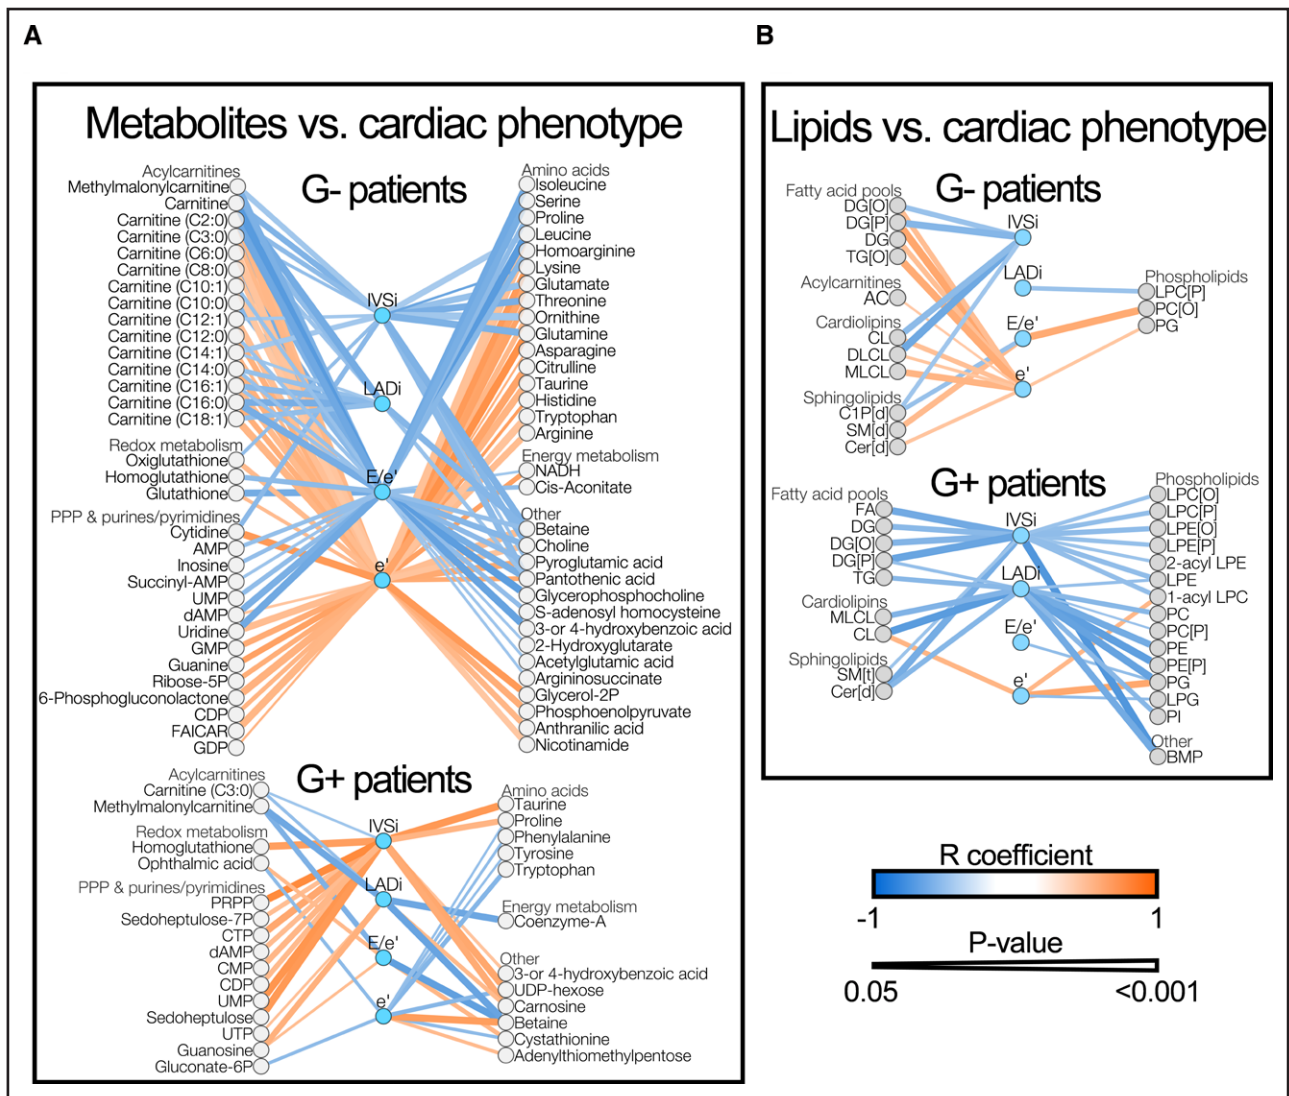 A
Metabolites vs. cardiac phenotype
G- patients
Acylcarnitines
Methylmalonylcarnitine
Carnitine
Carnitine (C2:0)
Carnitine (C3:0)
Carnitine (C6:0)
Carnitine (C8:0)
Carnitine (C10:1)
Carnitine (C10:0)
Carnitine (C12:1)
Carnitine (C12:0)
Carnitine (C14:1)
Carnitine (C14:0)
Carnitine (C16:1)
Carnitine (C16:0)
Carnitine (C18:1)
Redox metabolism
Oxiglutathione
Homoglutathione
Glutathione
PPP & purines/pyrimidines
Cytidine
AMP
Inosine
Succinyl-AMP
UMP
dAMP
Uridine
GMP
Guanine
Ribose-5P
6-Phosphogluconolactone
CDP
FAICAR
GDP
IVSi
LADi
E/e'
e'
Amino acids
Isoleucine
Serine
Proline
Leucine
Homoarginine
Lysine
Glutamate
Threonine
Ornithine
Glutamine
Asparagine
Citrulline
Taurine
Histidine
Tryptophan
Arginine
Energy metabolism
NADH
Cis-Aconitate
Other
Betaine
Choline
Pyroglutamic acid
Pantothenic acid
Glycerophosphocholine
S-adenosyl homocysteine
3-or 4-hydroxybenzoic acid
2-Hydroxyglutarate
Acetylglutamic acid
Argininosuccinate
Glycerol-2P
Phosphoenolpyruvate
Anthranilic acid
Nicotinamide
G+ patients
Acylcarnitines
Carnitine (C3:0)
Methylmalonylcarnitine
Redox metabolism
Homoglutathione
Ophthalmic acid
PPP & purines/pyrimidines
PRPP
Sedoheptulose-7P
CTP
dAMP
CMP
CDP
UMP
Sedoheptulose
UTP
Guanosine
Gluconate-6P
IVSi
LADi
E/e'
e'
Amino acids
Taurine
Proline
Phenylalanine
Tyrosine
Tryptophan
Energy metabolism
Coenzyme-A
Other
3-or 4-hydroxybenzoic acid
UDP-hexose
Carnosine
Betaine
Cystathionine
Adenylthiomethylpentose
B
Lipids vs. cardiac phenotype
G- patients
Fatty acid pools
DG[O]
DG[P]
DG
TG[O]
Acylcarnitines
AC
Cardiolipins
CL
DLCL
MLCL
Sphingolipids
C1P[d]
SM[d]
Cer[d]
IVSi
LADi
E/e'
e'
Phospholipids
LPC[P]
PC[O]
PG
G+ patients
Fatty acid pools
FA
DG
DG[O]
DG[P]
TG
Cardiolipins
MLCL
CL
Sphingolipids
SM[t]
Cer[d]
IVSi
LADi
E/e'
e'
Phospholipids
LPC[O]
LPC[P]
LPE[O]
LPE[P]
2-acyl LPE
LPE
1-acyl LPC
PC
PC[P]
PE
PE[P]
PG
LPG
PI
Other
BMP
R coefficient
-1 1
P-value
0.05 <0.001